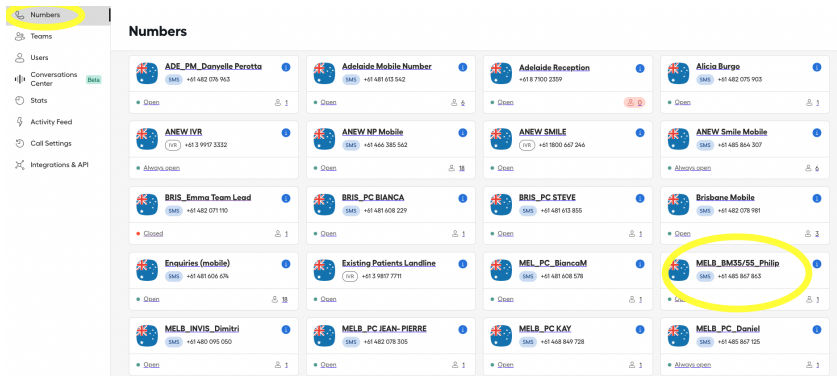 Numbers
Teams
Users
Conversations
Center
Beta
Stats
Activity Feed
Call Settings
Integrations & API
Numbers
ADE_PM_Danyelle Perotta
SMS +61 482 076 963
Open 1
Adelaide Mobile Number
SMS +61 481 613 542
Open 6
Adelaide Reception
+61 8 7100 2359
Open 0
Alicia Burgo
SMS +61 482 075 903
Open 1
ANEW IVR
IVR +61 3 9917 3332
Always open
ANEW NP Mobile
SMS +61 466 385 562
Open 18
ANEW SMILE
IVR +61 1800 667 246
Open
ANEW Smile Mobile
SMS +61 485 864 307
Always open 6
BRIS_Emma Team Lead
SMS +61 482 071 110
Closed 1
BRIS_PC BIANCA
SMS +61 481 608 229
Open 1
BRIS_PC STEVE
SMS +61 481 613 855
Open 1
Brisbane Mobile
SMS +61 482 078 981
Open 3
Enquiries (mobile)
SMS +61 481 606 674
Open 18
Existing Patients Landline
IVR +61 3 9817 7711
Open
MEL_PC_BiancaM
SMS +61 481 608 578
Open 1
MELB_BM35/55_Philip
SMS +61 485 867 863
1
MELB_INVIS_Dimitri
SMS +61 480 095 050
Open 1
MELB_PC JEAN- PIERRE
SMS +61 482 078 305
Open 1
MELB_PC KAY
SMS +61 468 849 728
Open 1
MELB_PC_Daniel
SMS +61 485 867 125
Always open 1